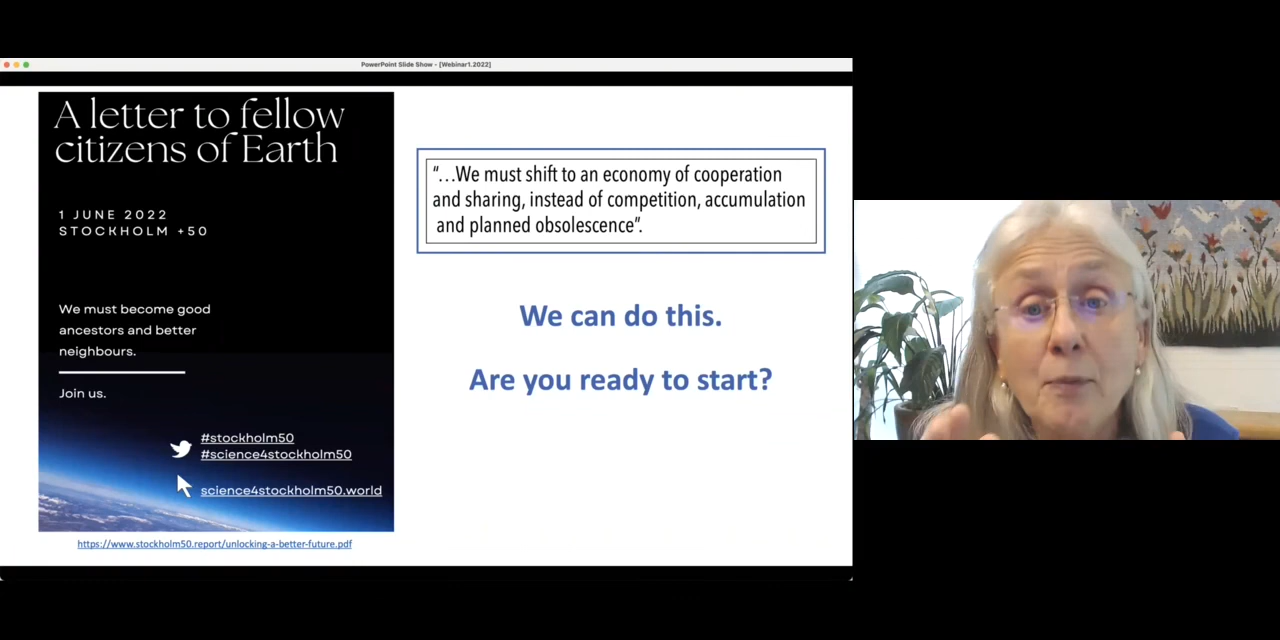 PowerPoint Slide Show - [Webinar1.2022]
A letter to fellow
citizens of Earth
1 JUNE 2022
STOCKHOLM +50
We must become good
ancestors and better
neighbours.
Join us.
#stockholm50
#science4stockholm50
science4stockholm50.world
https://www.stockholm50.report/unlocking-a-better-future.pdf
“…We must shift to an economy of cooperation
and sharing, instead of competition, accumulation
and planned obsolescence”.
We can do this.
Are you ready to start?